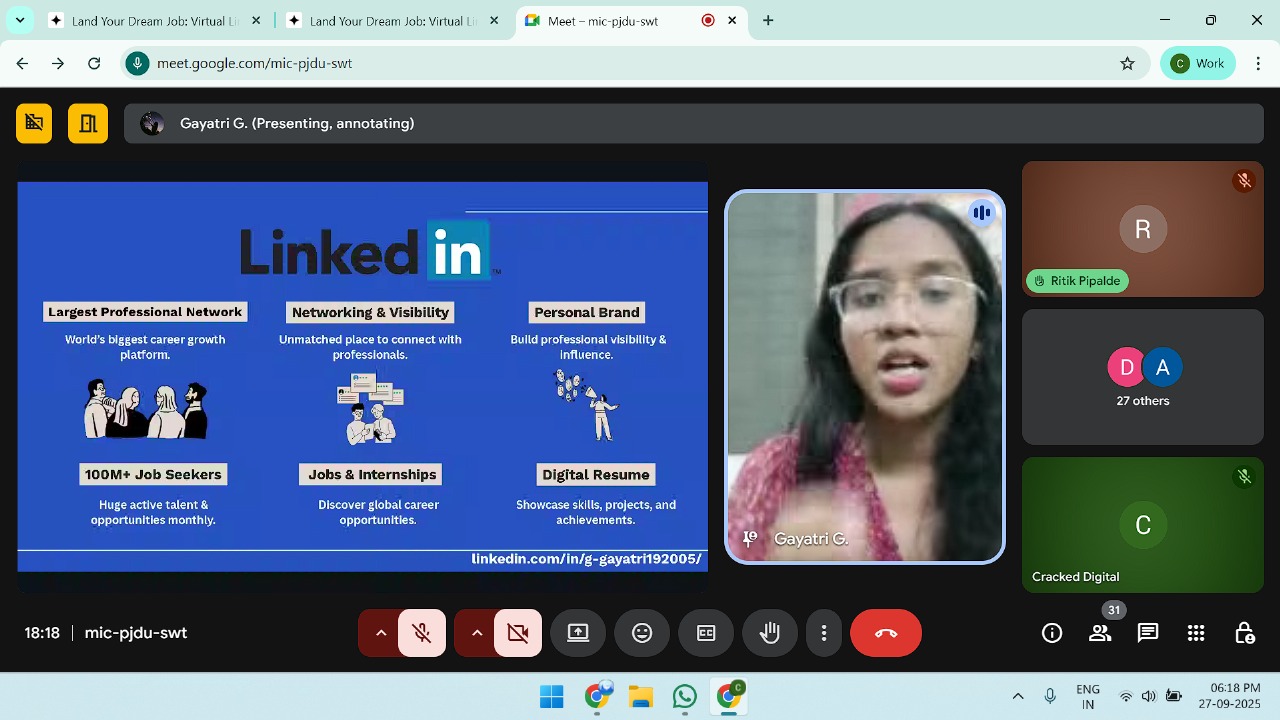 Land Your Dream Job: Virtual Li
Land Your Dream Job: Virtual Li
Meet – mic-pjdu-swt
meet.google.com/mic-pjdu-swt
C
Work
Gayatri G. (Presenting, annotating)
Linked in
TM
Largest Professional Network
World's biggest career growth
platform.
Networking & Visibility
Unmatched place to connect with
professionals.
Personal Brand
Build professional visibility &
influence.
100M+ Job Seekers
Huge active talent &
opportunities monthly.
Jobs & Internships
Discover global career
opportunities.
Digital Resume
Showcase skills, projects, and
achievements.
linkedin.com/in/g-gayatri192005/
Gayatri G.
R
Ritik Pipalde
D
A
27 others
C
Cracked Digital
18:18
mic-pjdu-swt
31
C
ENG
IN
06:18 PM
27-09-2025